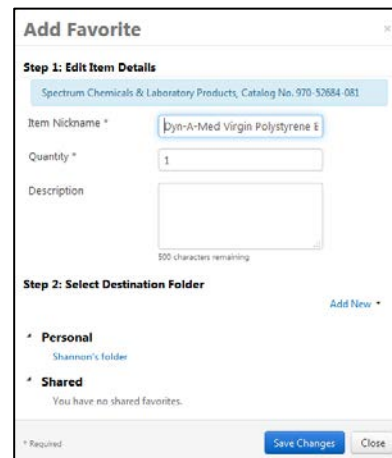 Add Favorite
×
Step 1: Edit Item Details
Spectrum Chemicals & Laboratory Products, Catalog No. 970-52684-081
Item Nickname *
Dyn-A-Med Virgin Polystyrene E
Quantity *
1
Description
500 characters remaining
Step 2: Select Destination Folder
Add New
Personal
Shannon's folder
Shared
You have no shared favorites.
* Required
Save Changes
Close